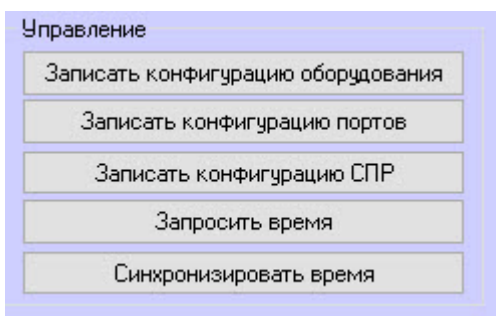 Управление
Записать конфигурацию оборудования
Записать конфигурацию портов
Записать конфигурацию СПР
Запросить время
Синхронизировать время